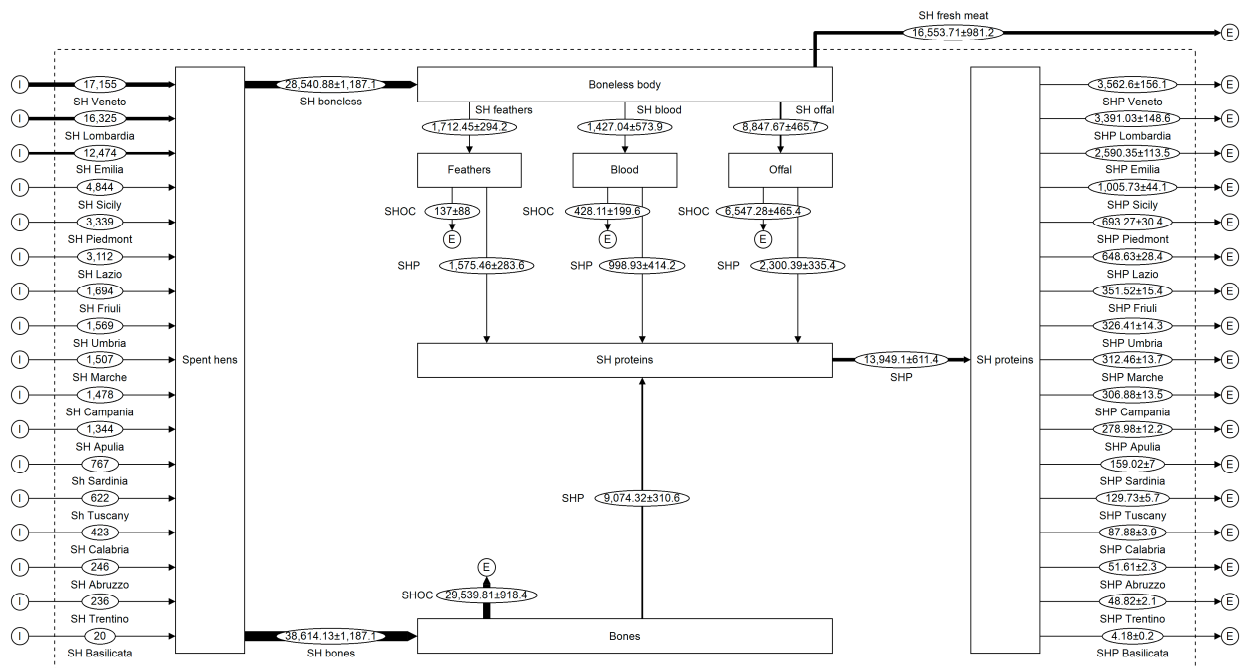 SH fresh meat
16,553.71±981.2
E
I
17,155
SH Veneto
I
16,325
SH Lombardia
I
12,474
SH Emilia
I
4,844
SH Sicily
I
3,339
SH Piedmont
I
3,112
SH Lazio
I
1,694
SH Friuli
I
1,569
SH Umbria
I
1,507
SH Marche
I
1,478
SH Campania
I
1,344
SH Apulia
I
767
Sh Sardinia
I
622
Sh Tuscany
I
423
SH Calabria
I
246
SH Abruzzo
I
236
SH Trentino
I
20
SH Basilicata
Spent hens
28,540.88±1,187.1
SH boneless
Boneless body
SH feathers
1,712.45±294.2
SH blood
1,427.04±573.9
SH offal
8,847.67±465.7
Feathers
Blood
Offal
SHOC
137±88
E
SHOC
428.11±199.6
E
SHOC
6,547.28±465.4
E
SHP
1,575.46±283.6
SHP
998.93±414.2
SHP
2,300.39±335.4
SH proteins
13,949.1±611.4
SHP
SHP
9,074.32±310.6
E
SHOC
29,539.81±918.4
38,614.13±1,187.1
SH bones
Bones
SH proteins
3,562.6±156.1
E
SHP Veneto
3,391.03±148.6
E
SHP Lombardia
2,590.35±113.5
E
SHP Emilia
1,005.73±44.1
E
SHP Sicily
693.27±30.4
E
SHP Piedmont
648.63±28.4
E
SHP Lazio
351.52±15.4
E
SHP Friuli
326.41±14.3
E
SHP Umbria
312.46±13.7
E
SHP Marche
306.88±13.5
E
SHP Campania
278.98±12.2
E
SHP Apulia
159.02±7
E
SHP Sardinia
129.73±5.7
E
SHP Tuscany
87.88±3.9
E
SHP Calabria
51.61±2.3
E
SHP Abruzzo
48.82±2.1
E
SHP Trentino
4.18±0.2
E
SHP Basilicata